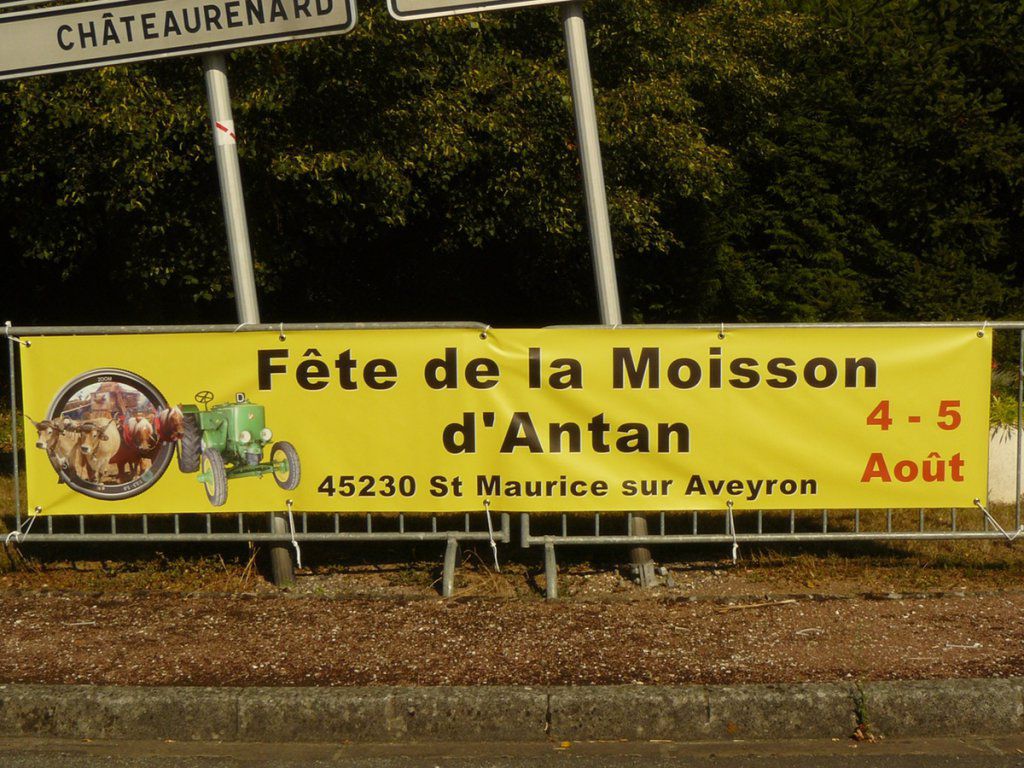 CHÂTEAURENARD
Fête de la Moisson
d'Antan
4 - 5
Août
45230 St Maurice sur Aveyron